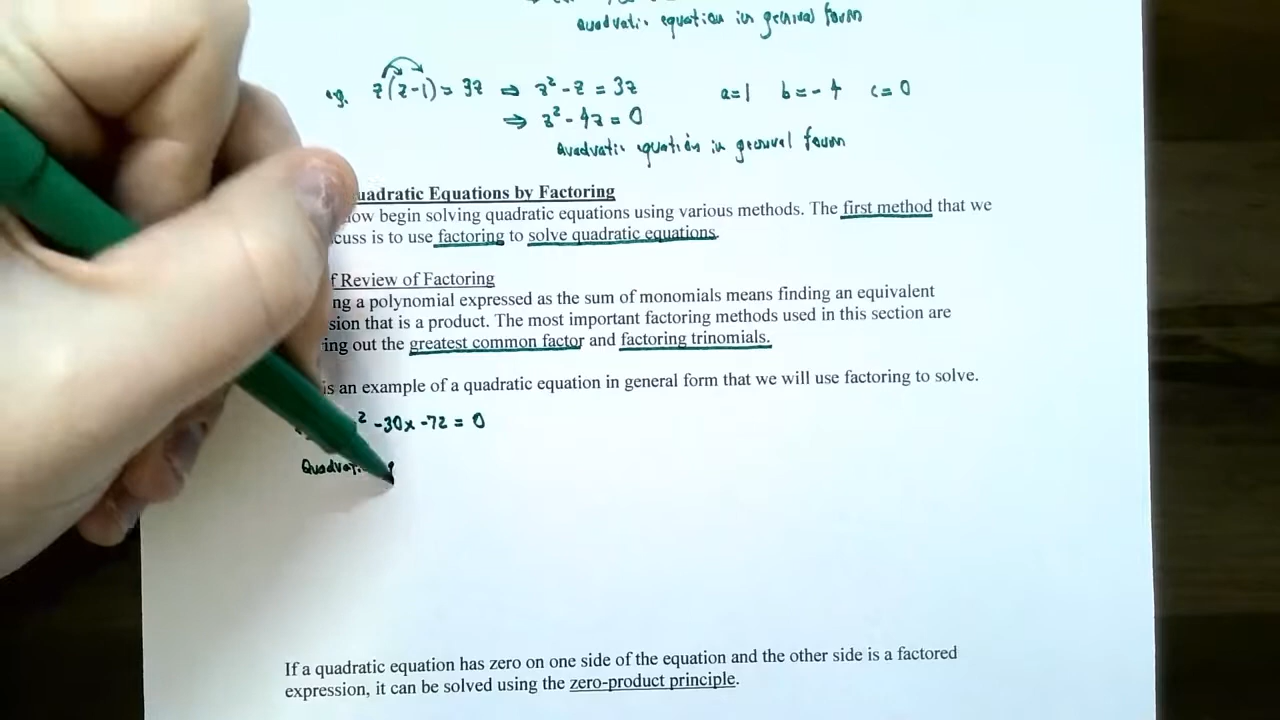 Quadratic equation in general form
e.g. z(z-1) = 3z ⇒ z² - z = 3z a=1 b=-4 c=0
⇒ z² - 4z = 0
Quadratic equation in general form
uadratic Equations by Factoring
ow begin solving quadratic equations using various methods. The first method that we
cuss is to use factoring to solve quadratic equations.
f Review of Factoring
ng a polynomial expressed as the sum of monomials means finding an equivalent
sion that is a product. The most important factoring methods used in this section are
ing out the greatest common factor and factoring trinomials.
is an example of a quadratic equation in general form that we will use factoring to solve.
² -30x -72 = 0
If a quadratic equation has zero on one side of the equation and the other side is a factored
expression, it can be solved using the zero-product principle.